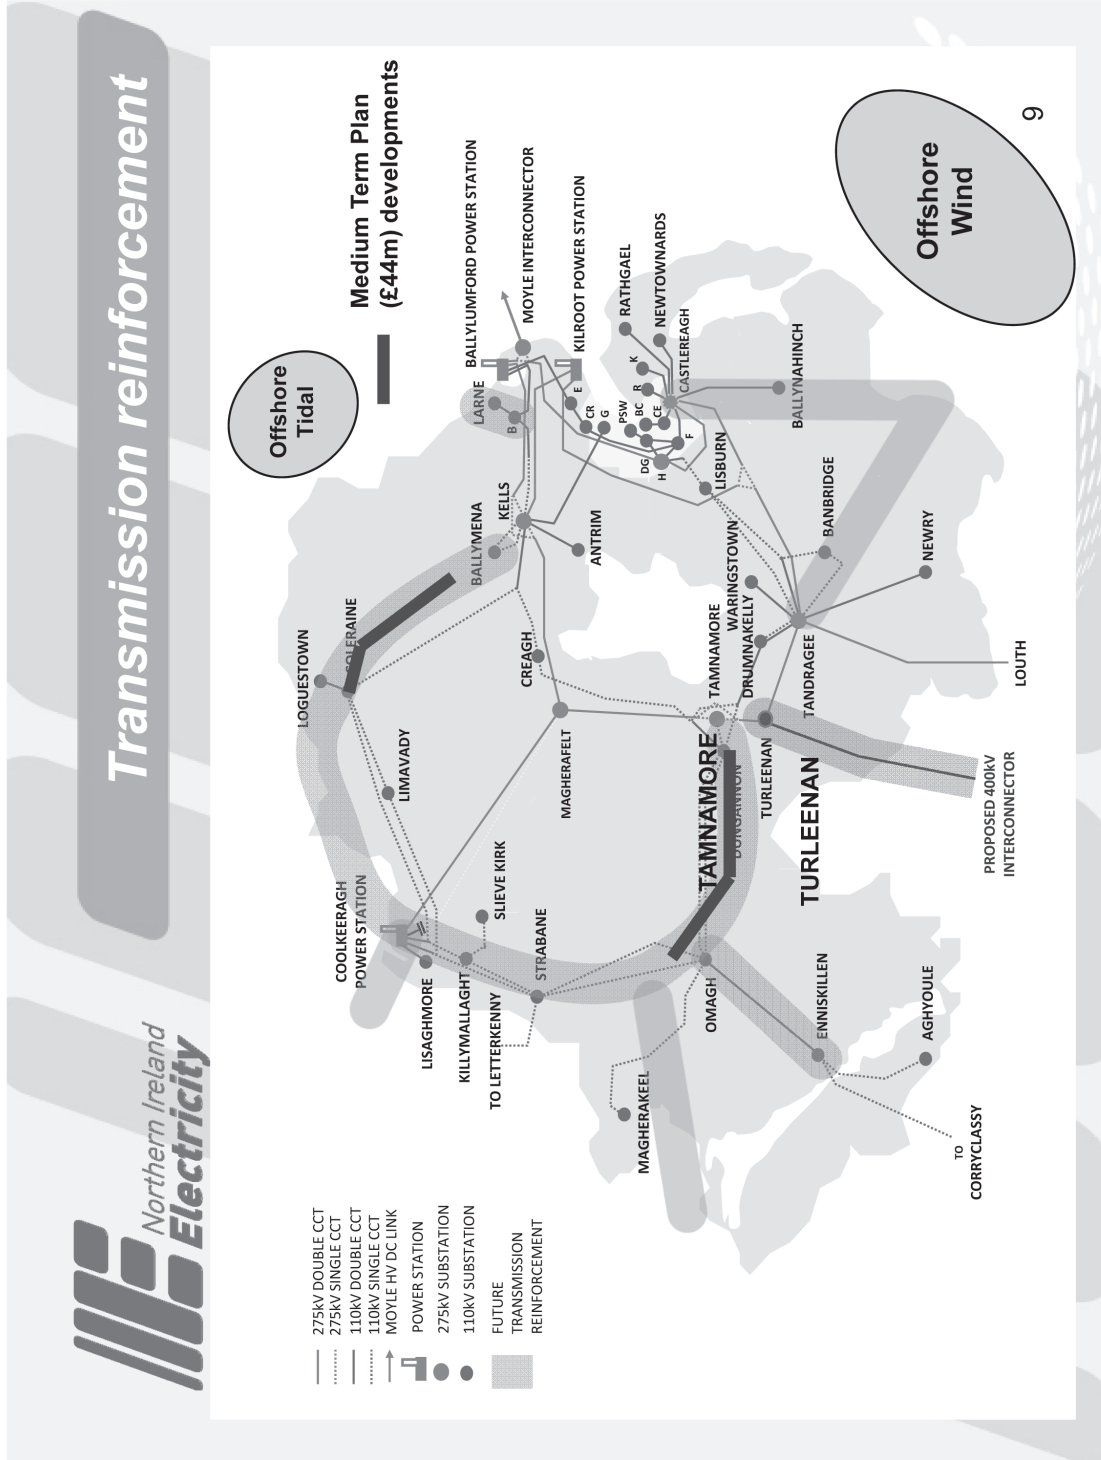 Northern Ireland
Electricity
Transmission reinforcement
275kV DOUBLE CCT
275kV SINGLE CCT
110kV DOUBLE CCT
110kV SINGLE CCT
MOYLE HV DC LINK
POWER STATION
275kV SUBSTATION
110kV SUBSTATION
FUTURE
TRANSMISSION
REINFORCEMENT
Offshore
Tidal
Medium Term Plan
(£44m) developments
LOGUESTOWN
COLERAINE
COOLKEERAGH
POWER STATION
LIMAVADY
LISAGHMORE
KILLYMALLAGHT
SLIEVE KIRK
TO LETTERKENNY
STRABANE
BALLYMENA
KELLS
LARNE
B
BALLYLUMFORD POWER STATION
MOYLE INTERCONNECTOR
KILROOT POWER STATION
E
CR
G
PSW
BC
CE
R
K
DG
H
F
RATHGAEL
NEWTOWNARDS
CASTLEREAGH
ANTRIM
CREAGH
MAGHERAFELT
LISBURN
MAGHERAKEEL
OMAGH
TAMNAMORE
TAMNAMORE
DUNGANNON
DRUMNAKELLY
WARINGSTOWN
TURLEENAN
TURLEENAN
TANDRAGEE
BANBRIDGE
BALLYNAHINCH
ENNISKILLEN
AGHYOULE
NEWRY
LOUTH
TO
CORRYCLASSY
PROPOSED 400kV
INTERCONNECTOR
Offshore
Wind
9